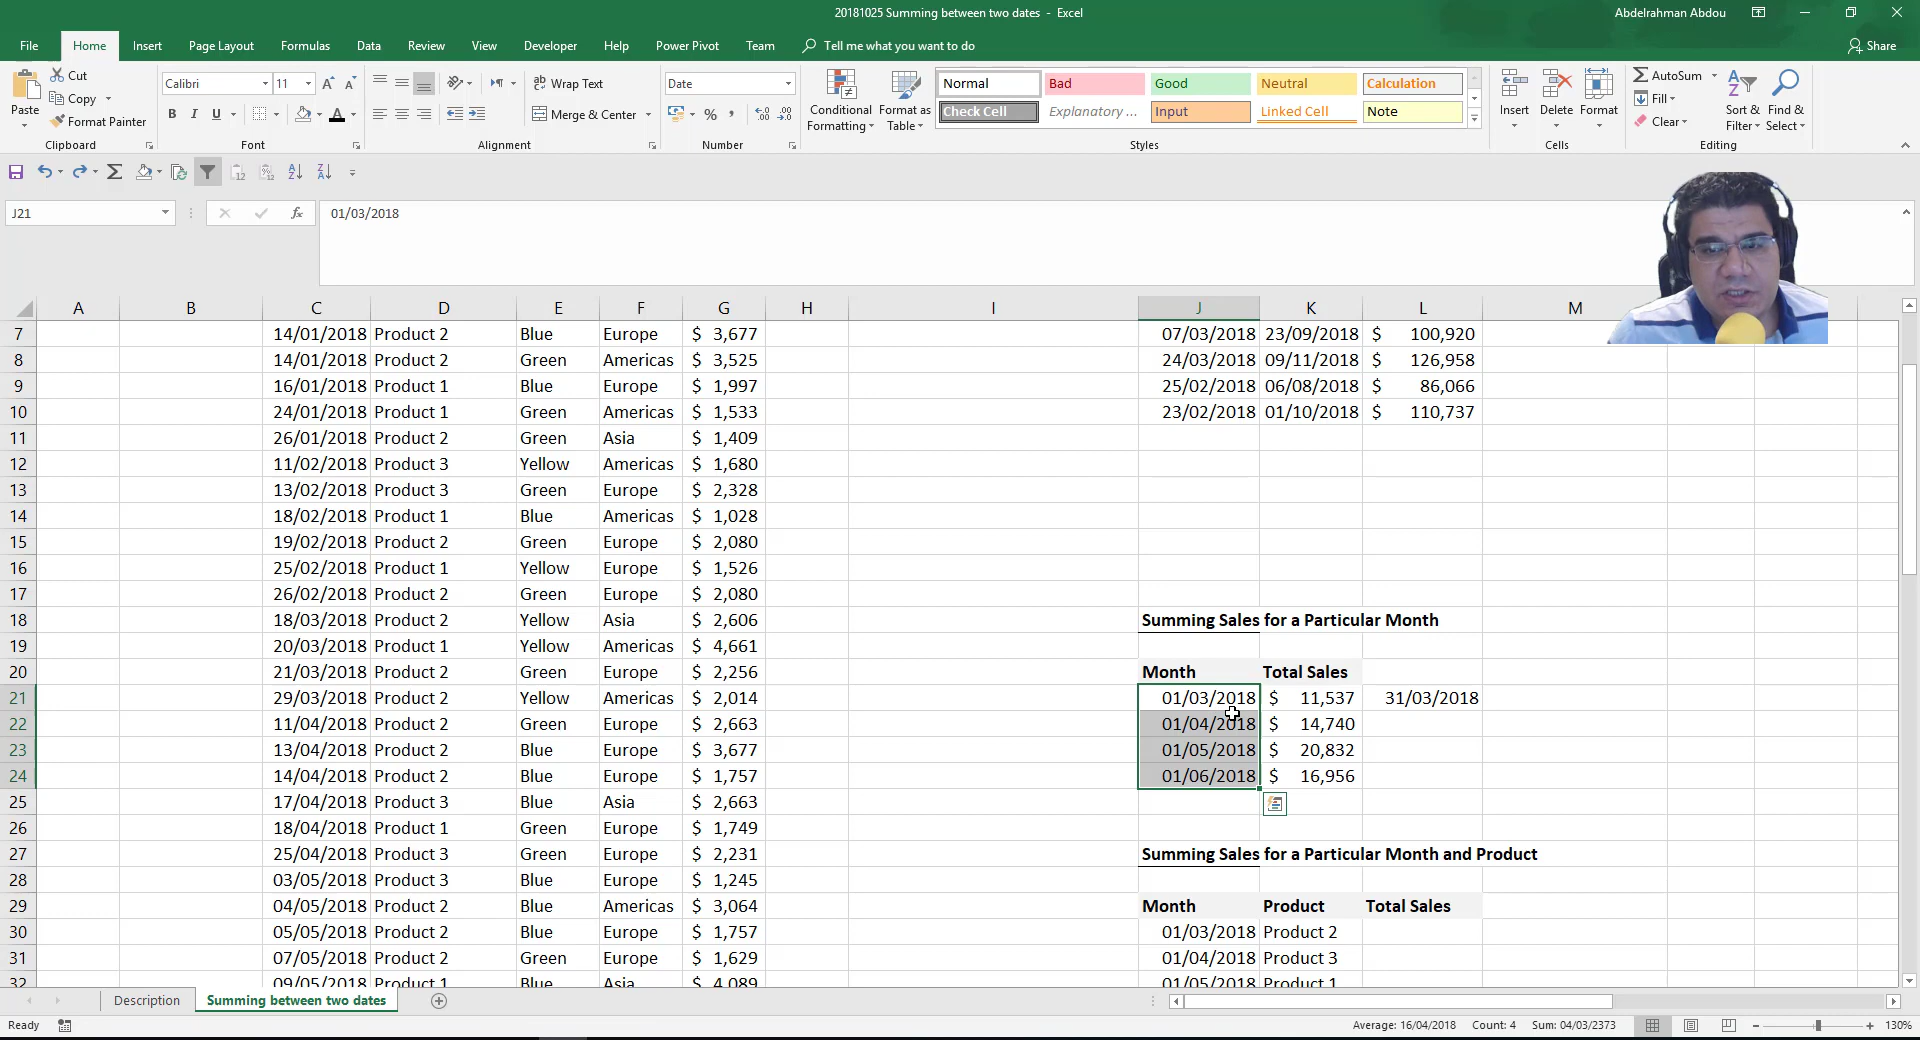 20181025 Summing between two dates - Excel
Abdelrahman Abdou
File Home Insert Page Layout Formulas Data Review View Developer Help Power Pivot Team Tell me what you want to do Share
Paste Cut Copy Format Painter Clipboard
Calibri 11 B I U A Font
Wrap Text Merge & Center Alignment
Date % , Number
Conditional Formatting Format as Table
Normal Bad Good Neutral Calculation
Check Cell Explanatory ... Input Linked Cell Note
Styles
Insert Delete Format Cells
AutoSum Fill Clear Sort & Filter Find & Select Editing
J21 fx 01/03/2018
A B C D E F G H I J K L M
7 14/01/2018 Product 2 Blue Europe $ 3,677 07/03/2018 23/09/2018 $ 100,920
8 14/01/2018 Product 2 Green Americas $ 3,525 24/03/2018 09/11/2018 $ 126,958
9 16/01/2018 Product 1 Blue Europe $ 1,997 25/02/2018 06/08/2018 $ 86,066
10 24/01/2018 Product 1 Green Americas $ 1,533 23/02/2018 01/10/2018 $ 110,737
11 26/01/2018 Product 2 Green Asia $ 1,409
12 11/02/2018 Product 3 Yellow Americas $ 1,680
13 13/02/2018 Product 3 Green Europe $ 2,328
14 18/02/2018 Product 1 Blue Americas $ 1,028
15 19/02/2018 Product 2 Green Europe $ 2,080
16 25/02/2018 Product 1 Yellow Europe $ 1,526
17 26/02/2018 Product 2 Green Europe $ 2,080
18 18/03/2018 Product 2 Yellow Asia $ 2,606 Summing Sales for a Particular Month
19 20/03/2018 Product 1 Yellow Americas $ 4,661
20 21/03/2018 Product 2 Green Europe $ 2,256 Month Total Sales
21 29/03/2018 Product 2 Yellow Americas $ 2,014 01/03/2018 $ 11,537 31/03/2018
22 11/04/2018 Product 2 Green Europe $ 2,663 01/04/2018 $ 14,740
23 13/04/2018 Product 2 Blue Europe $ 3,677 01/05/2018 $ 20,832
24 14/04/2018 Product 2 Blue Europe $ 1,757 01/06/2018 $ 16,956
25 17/04/2018 Product 3 Blue Asia $ 2,663
26 18/04/2018 Product 1 Green Europe $ 1,749
27 25/04/2018 Product 3 Green Europe $ 2,231 Summing Sales for a Particular Month and Product
28 03/05/2018 Product 3 Blue Europe $ 1,245
29 04/05/2018 Product 2 Blue Americas $ 3,064 Month Product Total Sales
30 05/05/2018 Product 2 Blue Europe $ 1,757 01/03/2018 Product 2
31 07/05/2018 Product 2 Green Europe $ 1,629 01/04/2018 Product 3
32 09/05/2018 Product 1 Blue Asia $ 4,089 01/05/2018 Product 1
Description Summing between two dates
Ready Average: 16/04/2018 Count: 4 Sum: 04/03/2373 130%